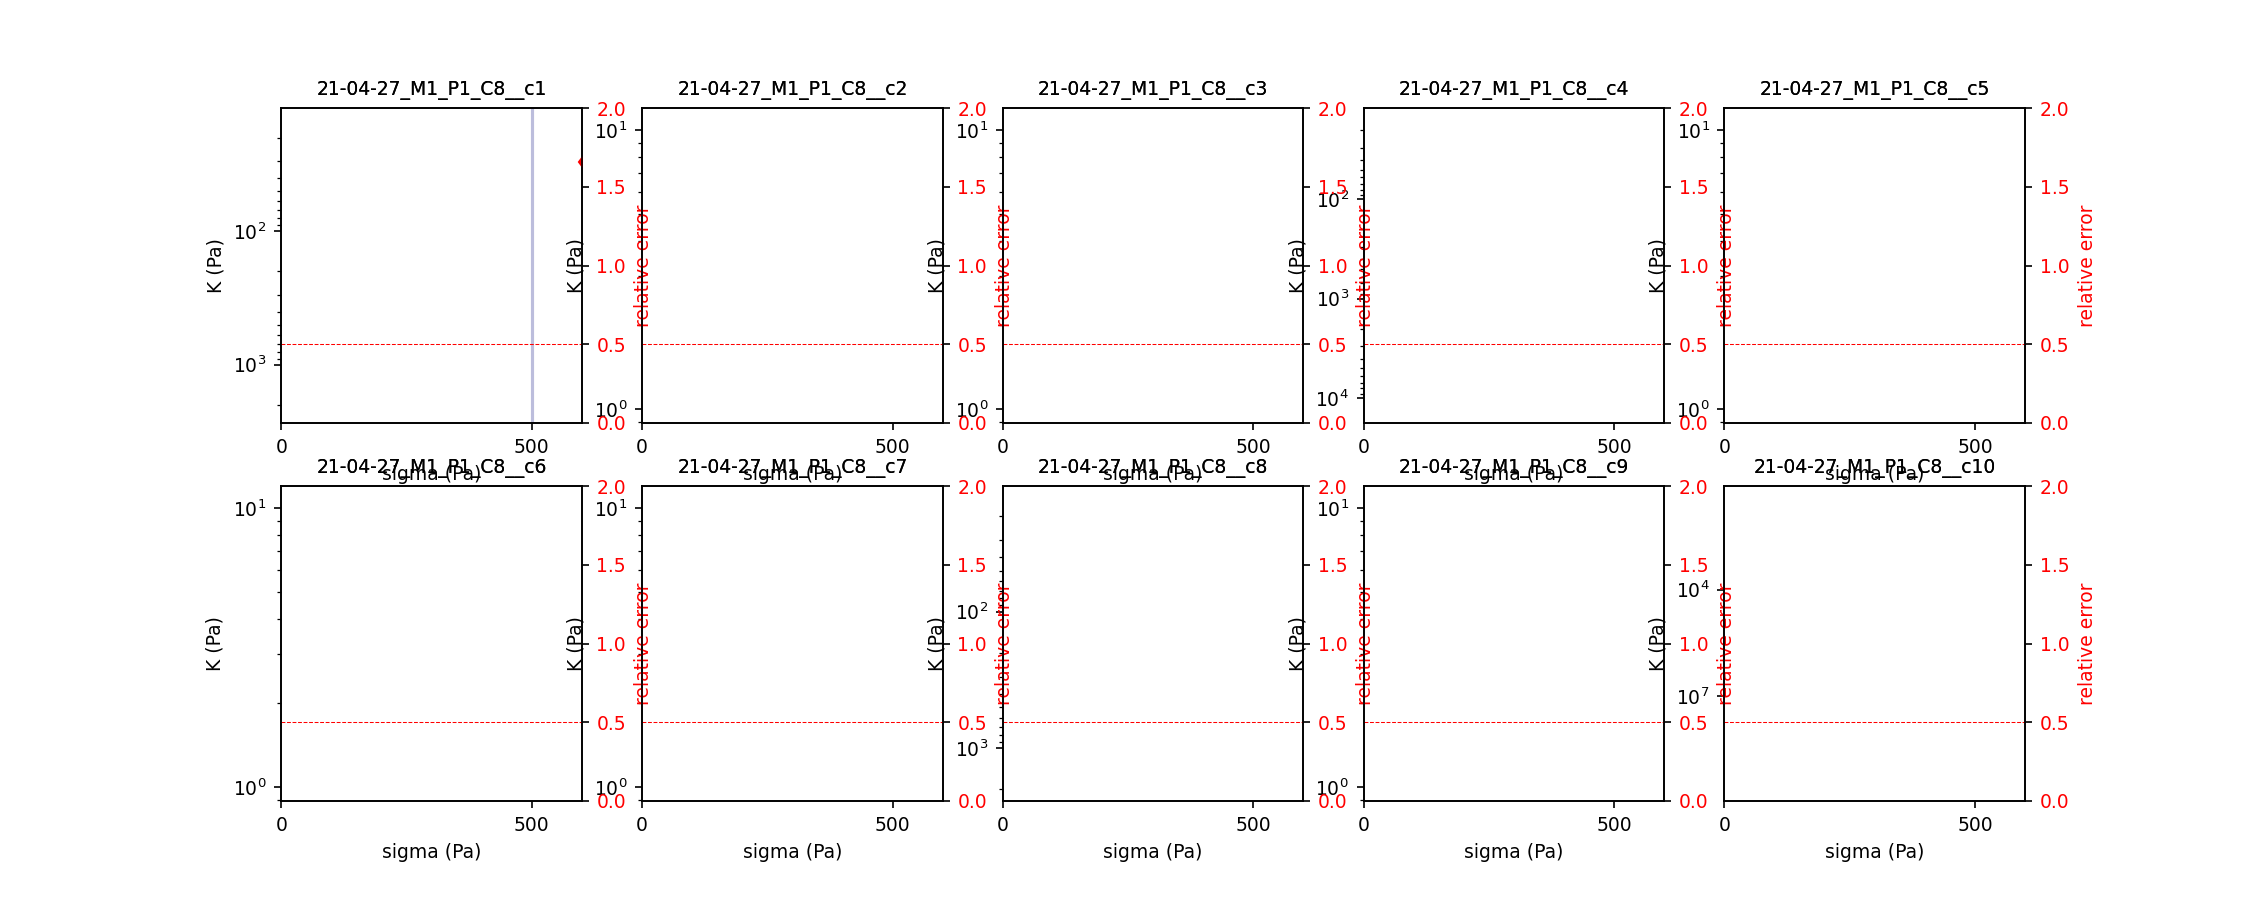 21-04-27_M1_P1_C8__c1
21-04-27_M1_P1_C8__c2
21-04-27_M1_P1_C8__c3
21-04-27_M1_P1_C8__c4
21-04-27_M1_P1_C8__c5
K (Pa)
10² 10³
0 500
sigma (Pa)
2.0 1.5 1.0 0.5 0.0
relative error
K (Pa)
10¹ 10⁰
0 500
sigma (Pa)
2.0 1.5 1.0 0.5 0.0
relative error
K (Pa)
10¹ 10⁰
0 500
sigma (Pa)
2.0 1.5 1.0 0.5 0.0
relative error
K (Pa)
10² 10³ 10⁴
0 500
sigma (Pa)
2.0 1.5 1.0 0.5 0.0
relative error
K (Pa)
10¹ 10⁰
0 500
sigma (Pa)
2.0 1.5 1.0 0.5 0.0
relative error
21-04-27_M1_P1_C8__c6
21-04-27_M1_P1_C8__c7
21-04-27_M1_P1_C8__c8
21-04-27_M1_P1_C8__c9
21-04-27_M1_P1_C8__c10
K (Pa)
10¹ 10⁰
0 500
sigma (Pa)
2.0 1.5 1.0 0.5 0.0
relative error
K (Pa)
10¹ 10⁰
0 500
sigma (Pa)
2.0 1.5 1.0 0.5 0.0
relative error
K (Pa)
10² 10³
0 500
sigma (Pa)
2.0 1.5 1.0 0.5 0.0
relative error
K (Pa)
10¹ 10⁰
0 500
sigma (Pa)
2.0 1.5 1.0 0.5 0.0
relative error
K (Pa)
10⁴ 10⁷
0 500
sigma (Pa)
2.0 1.5 1.0 0.5 0.0
relative error